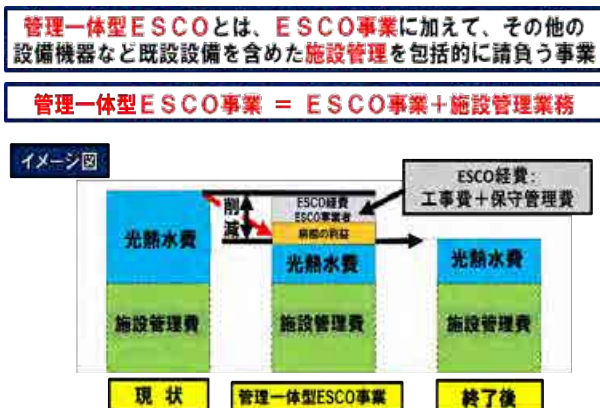 管理一体型ESCOとは、ESCO事業に加えて、その他の
設備機器など既設設備を含めた施設管理を包括的に請負う事業
管理一体型ESCO事業 = ESCO事業+施設管理業務
イメージ図
ESCO経費:
工事費+保守管理費
削
減
ESCO経費
ESCO事業者
の利益
光熱水費
光熱水費
光熱水費
施設管理費
施設管理費
施設管理費
現 状
管理一体型ESCO事業
終了後